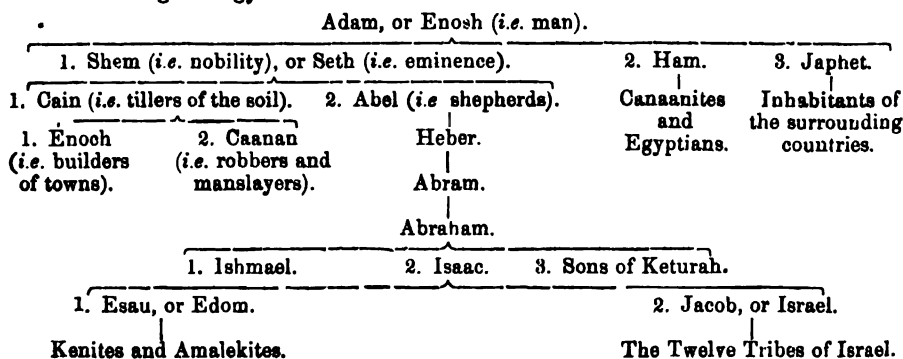 Adam, or Enosh (i.e. man).
1. Shem (i.e. nobility), or Seth (i.e. eminence). 2. Ham. 3. Japhet.
1. Cain (i.e. tillers of the soil). 2. Abel (i.e shepherds). Canaanites Inhabitants of
and the surrounding
1. Enoch 2. Caanan Heber. Egyptians. countries.
(i.e. builders (i.e. robbers and
of towns). manslayers). Abram.
Abraham.
1. Ishmael. 2. Isaac. 3. Sons of Keturah.
1. Esau, or Edom. 2. Jacob, or Israel.
Kenites and Amalekites. The Twelve Tribes of Israel.